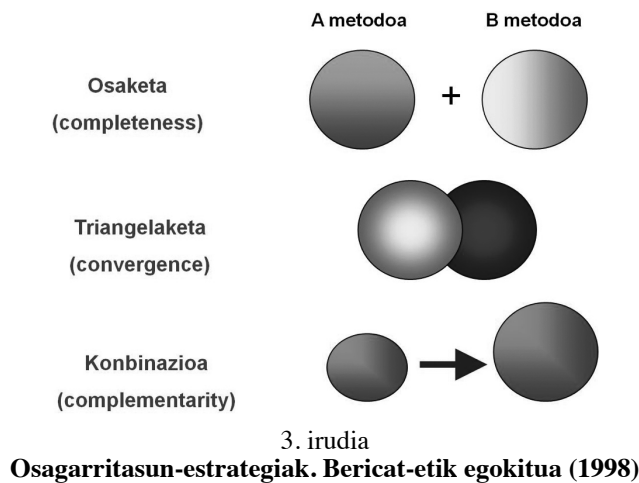 A metodoa B metodoa
Osaketa
(completeness)
+
Triangelaketa
(convergence)
Konbinazioa
(complementarity)
3. irudia
Osagarritasun-estrategiak. Bericat-etik egokitua (1998)